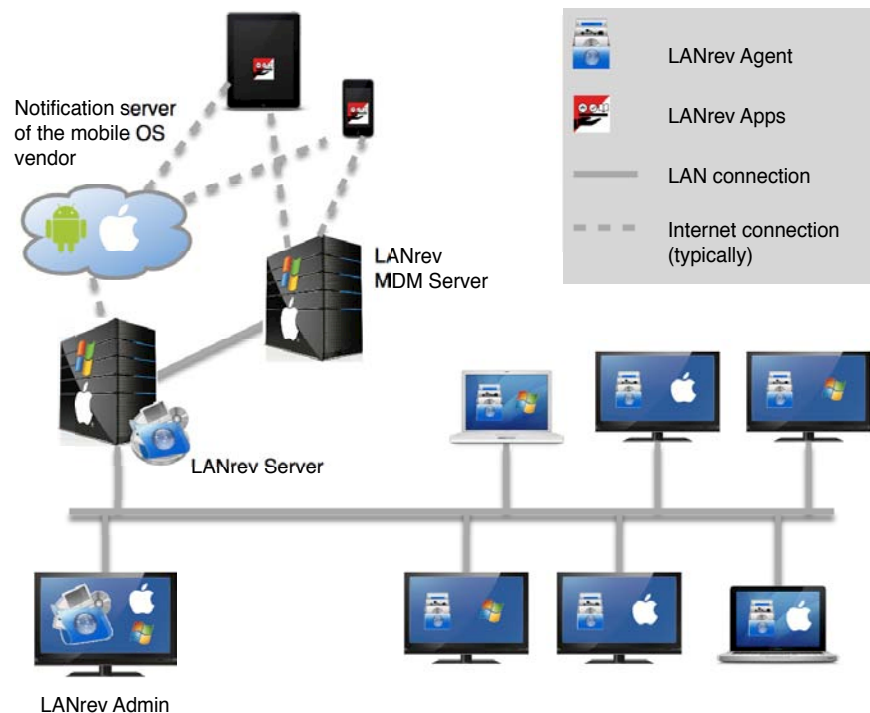 Notification server
of the mobile OS
vendor
LANrev
MDM Server
LANrev Server
LANrev Admin
LANrev Agent
LANrev Apps
LAN connection
Internet connection
(typically)